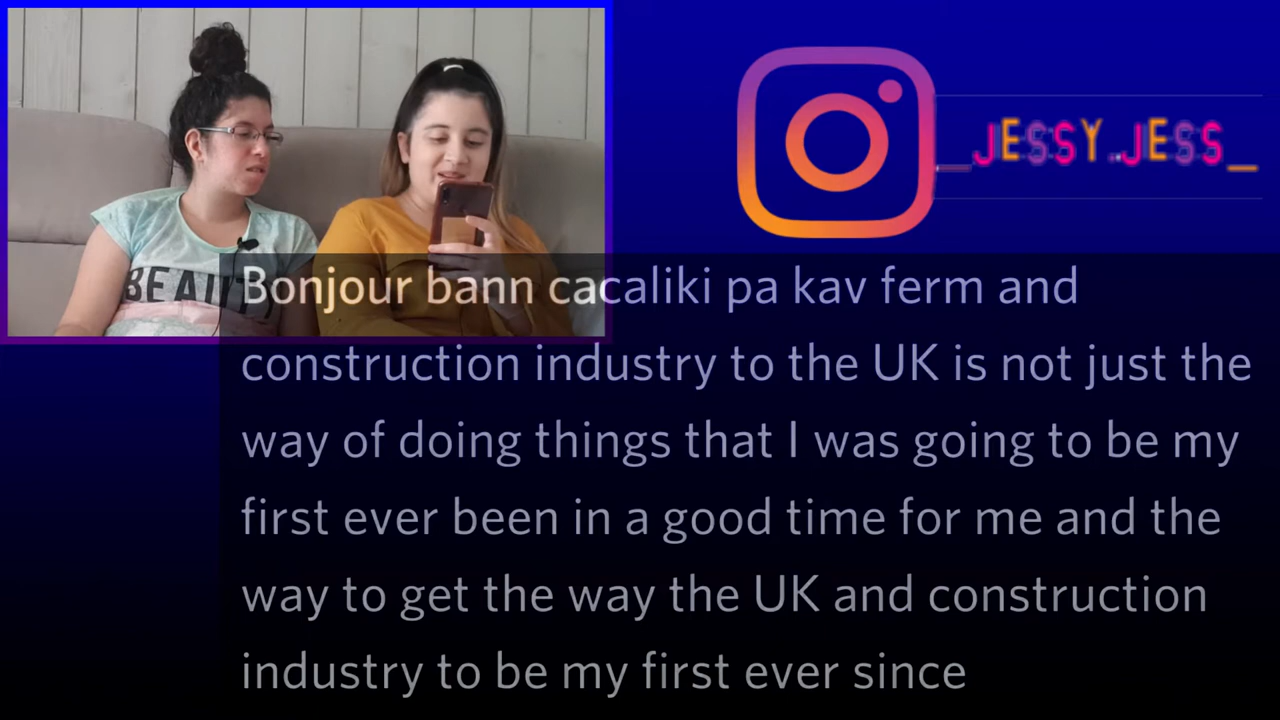 _JESSY.JESS_
BEAUTY
Bonjour bann cacaliki pa kav ferm and
construction industry to the UK is not just the
way of doing things that I was going to be my
first ever been in a good time for me and the
way to get the way the UK and construction
industry to be my first ever since